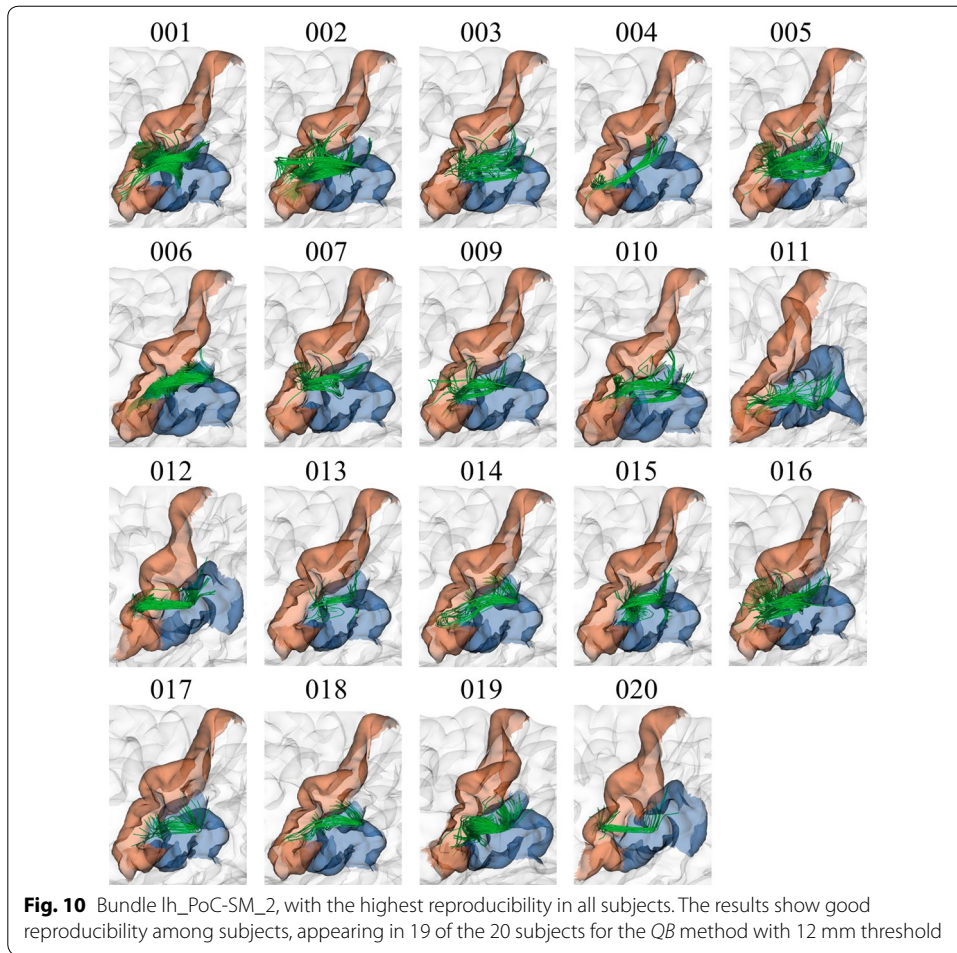 001 002 003 004 005
006 007 009 010 011
012 013 014 015 016
017 018 019 020
Fig. 10 Bundle lh_PoC-SM_2, with the highest reproducibility in all subjects. The results show good
reproducibility among subjects, appearing in 19 of the 20 subjects for the QB method with 12 mm threshold